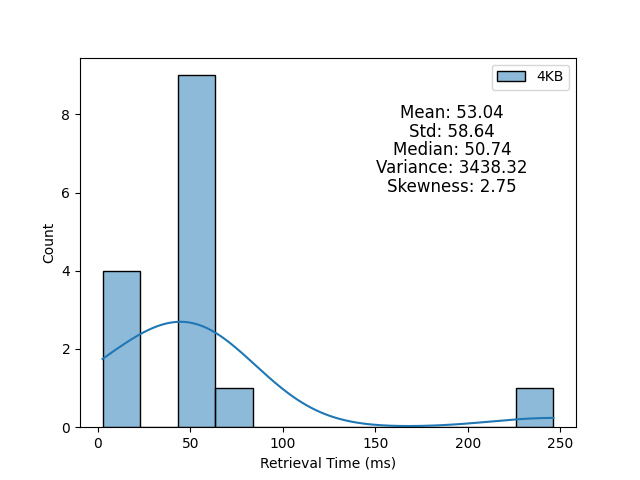 4KB
Mean: 53.04
Std: 58.64
Median: 50.74
Variance: 3438.32
Skewness: 2.75
8
6
4
2
0
Count
0 50 100 150 200 250
Retrieval Time (ms)